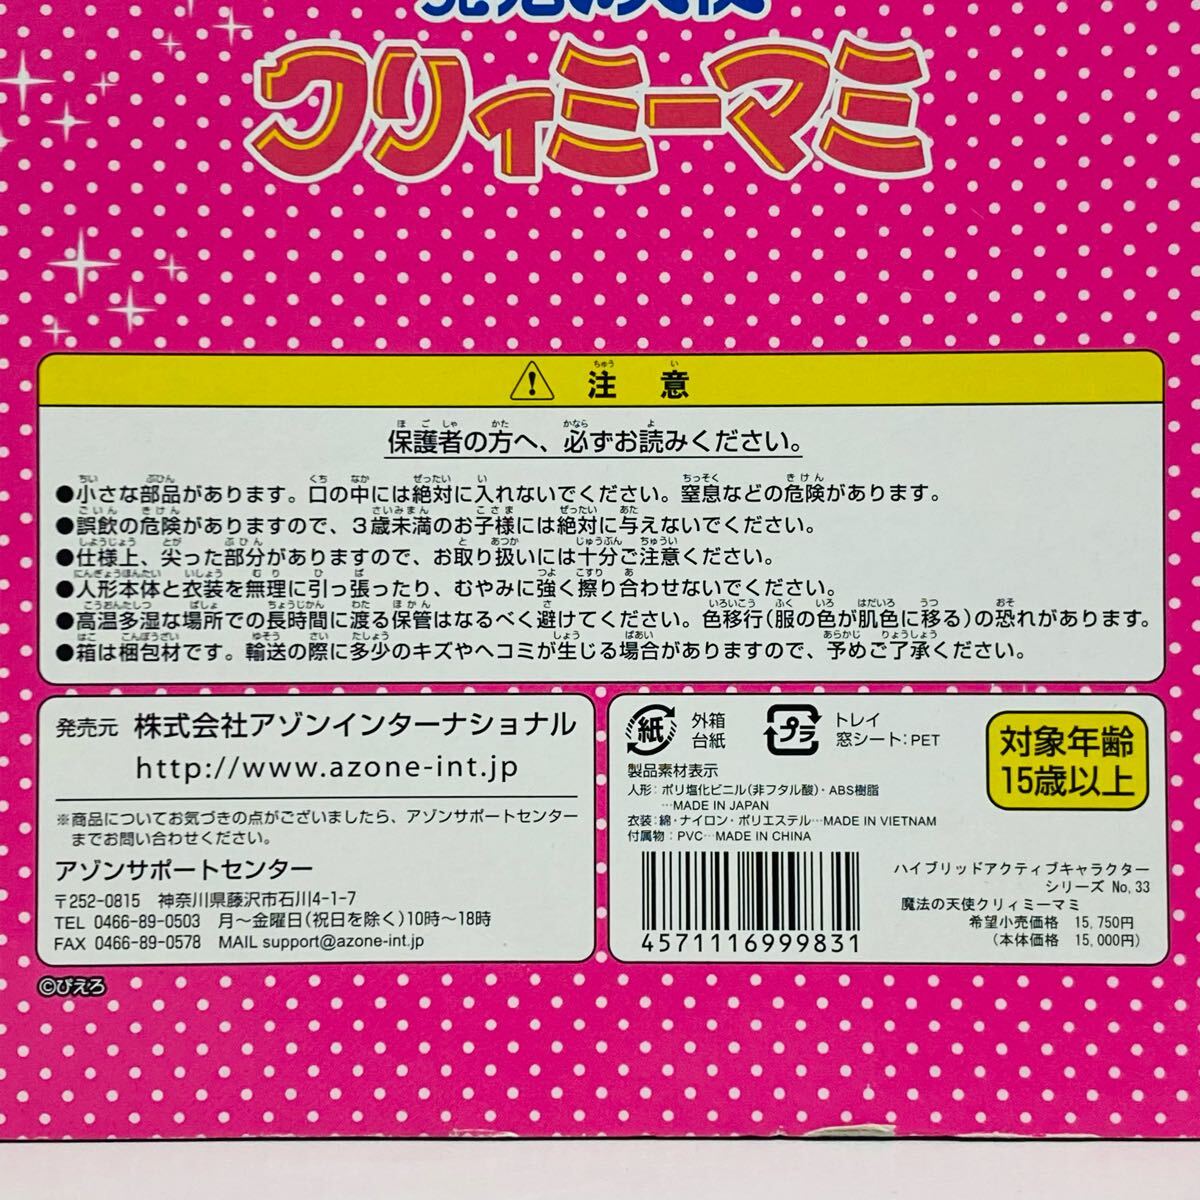 魔法の天使
クリィミーマミ
注意
保護者の方へ、必ずお読みください。
●小さな部品があります。口の中には絶対に入れないでください。窒息などの危険があります。
●誤飲の危険がありますので、3歳未満のお子様には絶対に与えないでください。
●仕様上、尖った部分がありますので、お取り扱いには十分ご注意ください。
●人形本体と衣装を無理に引っ張ったり、むやみに強く擦り合わせないでください。
●高温多湿な場所での長時間に渡る保管はなるべく避けてください。色移行(服の色が肌色に移る)の恐れがあります。
●箱は梱包材です。輸送の際に多少のキズやヘコミが生じる場合がありますので、予めご了承ください。
発売元 株式会社アゾンインターナショナル
http://www.azone-int.jp
※商品についてお気づきの点がございましたら、アゾンサポートセンター
までお問い合わせください。
アゾンサポートセンター
〒252-0815 神奈川県藤沢市石川4-1-7
TEL 0466-89-0503 月〜金曜日(祝日を除く)10時〜18時
FAX 0466-89-0578 MAIL support@azone-int.jp
紙 外箱
台紙
プラ トレイ
窓シート:PET
製品素材表示
人形:ポリ塩化ビニル(非フタル酸)・ABS樹脂
…MADE IN JAPAN
衣装:綿・ナイロン・ポリエステル…MADE IN VIETNAM
付属物:PVC…MADE IN CHINA
対象年齢
15歳以上
4571116999831
ハイブリッドアクティブキャラクター
シリーズ No,33
魔法の天使クリィミーマミ
希望小売価格 15,750円
(本体価格 15,000円)
©ぴえろ